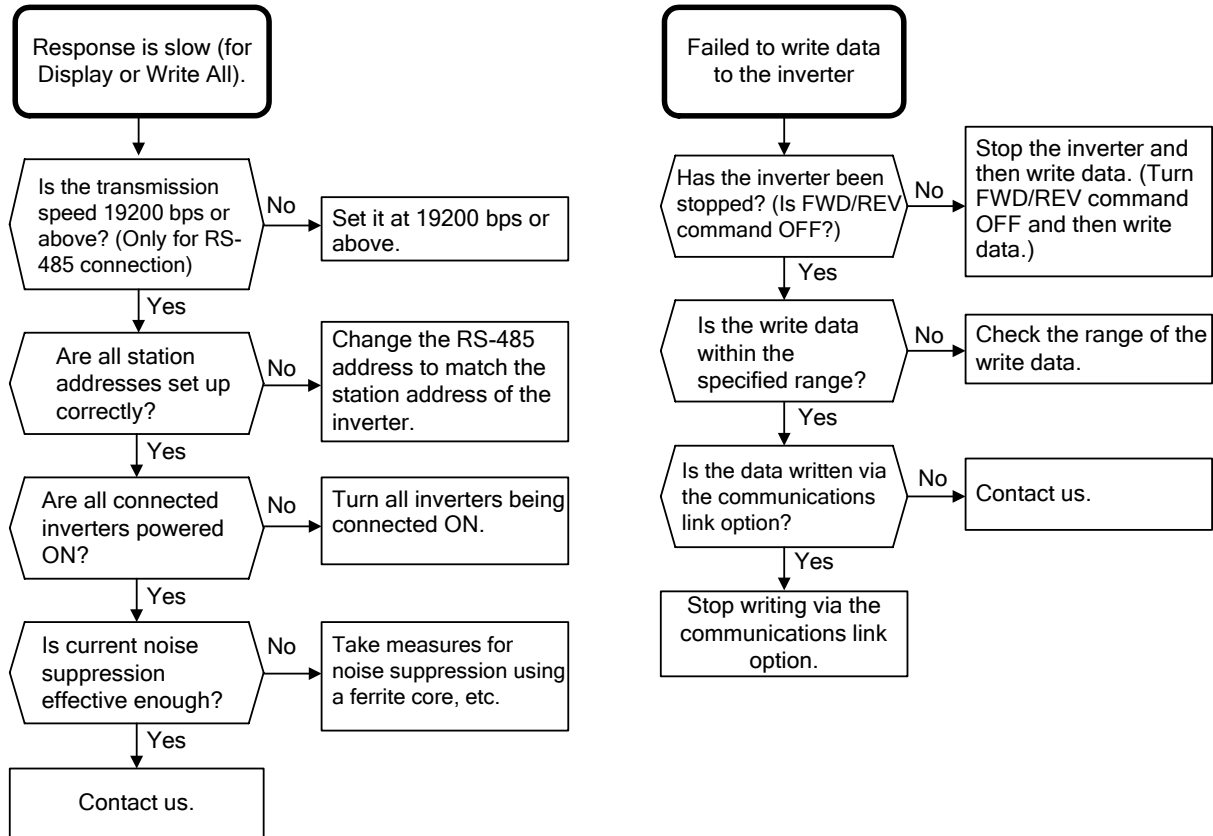 Response is slow (for
Display or Write All).
Is the transmission
speed 19200 bps or
above? (Only for RS-
485 connection)
No
Set it at 19200 bps or
above.
Yes
Are all station
addresses set up
correctly?
No
Change the RS-485
address to match the
station address of the
inverter.
Yes
Are all connected
inverters powered
ON?
No
Turn all inverters being
connected ON.
Yes
Is current noise
suppression
effective enough?
No
Take measures for
noise suppression using
a ferrite core, etc.
Yes
Contact us.
Failed to write data
to the inverter
Has the inverter been
stopped? (Is FWD/REV
command OFF?)
No
Stop the inverter and
then write data. (Turn
FWD/REV command
OFF and then write
data.)
Yes
Is the write data
within the
specified range?
No
Check the range of the
write data.
Yes
Is the data written via
the communications
link option?
No
Contact us.
Yes
Stop writing via the
communications link
option.